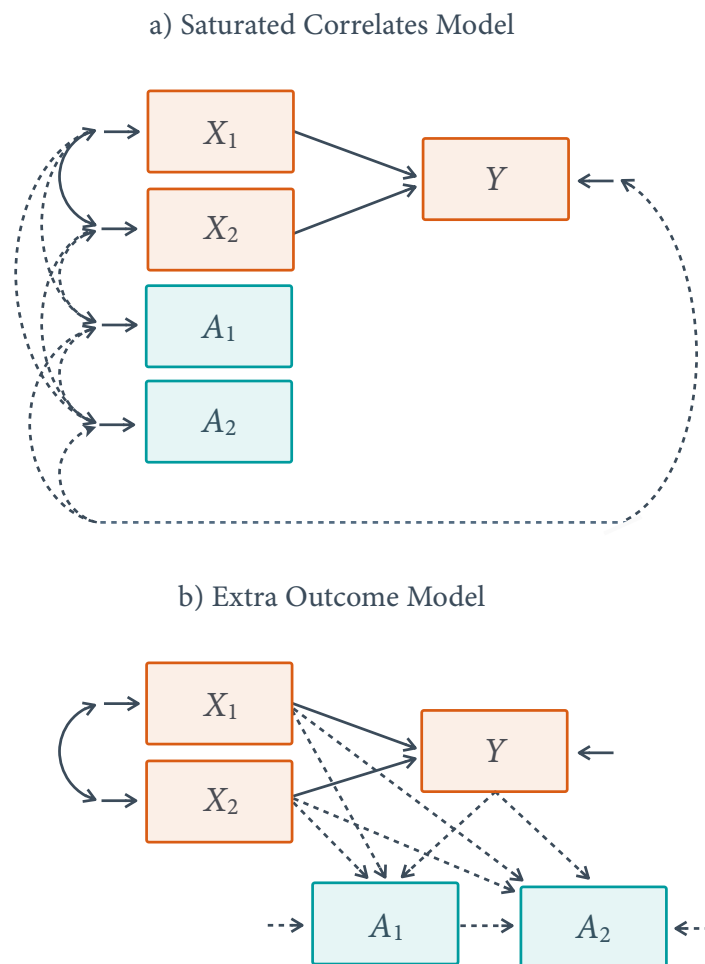 a) Saturated Correlates Model
X₁
Y
X₂
A₁
A₂
b) Extra Outcome Model
X₁
Y
X₂
A₁
A₂